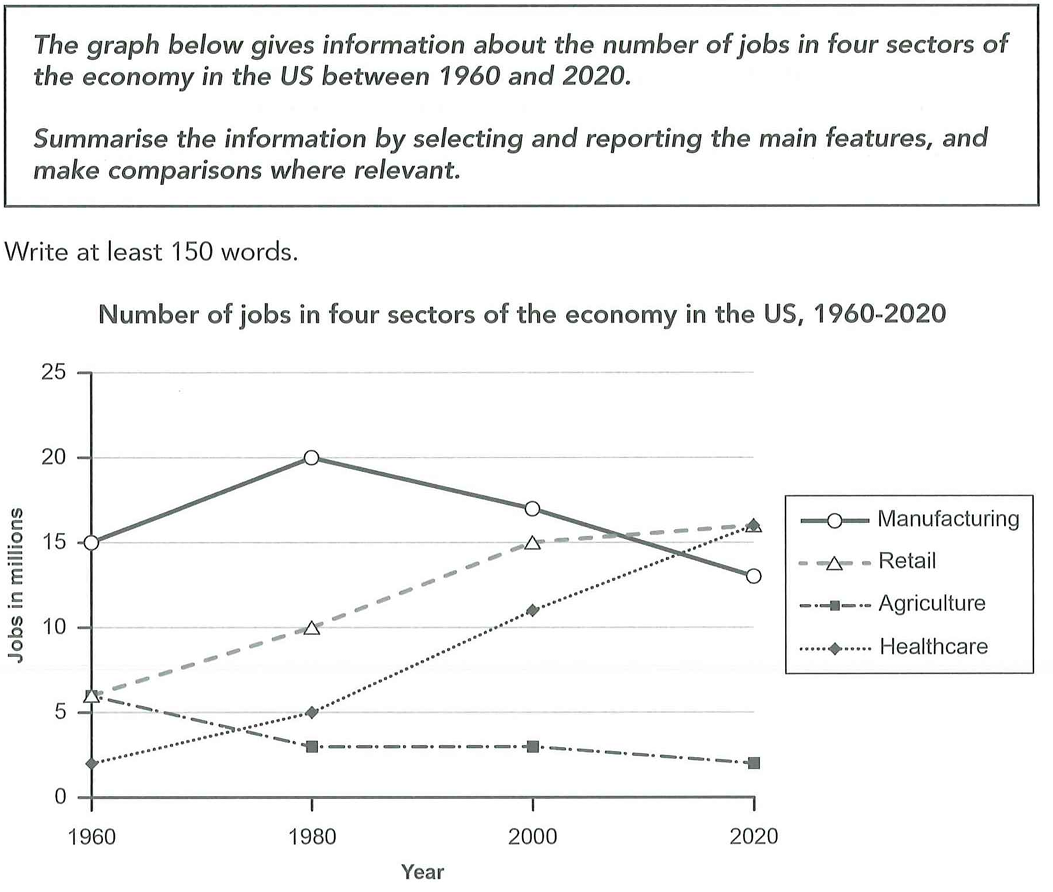 The graph below gives information about the number of jobs in four sectors of
the economy in the US between 1960 and 2020.
Summarise the information by selecting and reporting the main features, and
make comparisons where relevant.
Write at least 150 words.
Number of jobs in four sectors of the economy in the US, 1960-2020
25
20
15
10
5
0
Jobs in millions
1960 1980 2000 2020
Year
Manufacturing
Retail
Agriculture
Healthcare